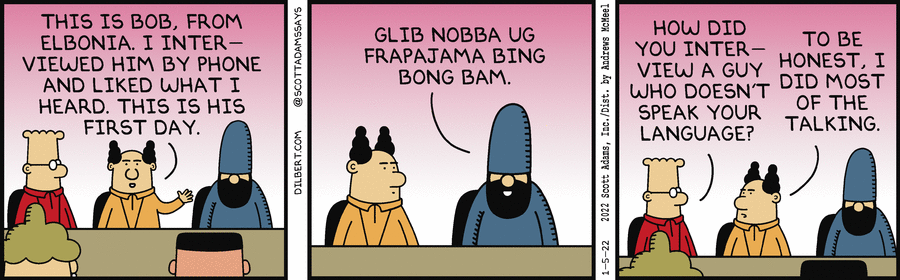 THIS IS BOB, FROM
ELBONIA. I INTER-
VIEWED HIM BY PHONE
AND LIKED WHAT I
HEARD. THIS IS HIS
FIRST DAY.
DILBERT.COM @SCOTTADAMSSAYS
GLIB NOBBA UG
FRAPAJAMA BING
BONG BAM.
1-5-22 2022 Scott Adams, Inc./Dist. by Andrews McMeel
HOW DID
YOU INTER-
VIEW A GUY
WHO DOESN'T
SPEAK YOUR
LANGUAGE?
TO BE
HONEST, I
DID MOST
OF THE
TALKING.